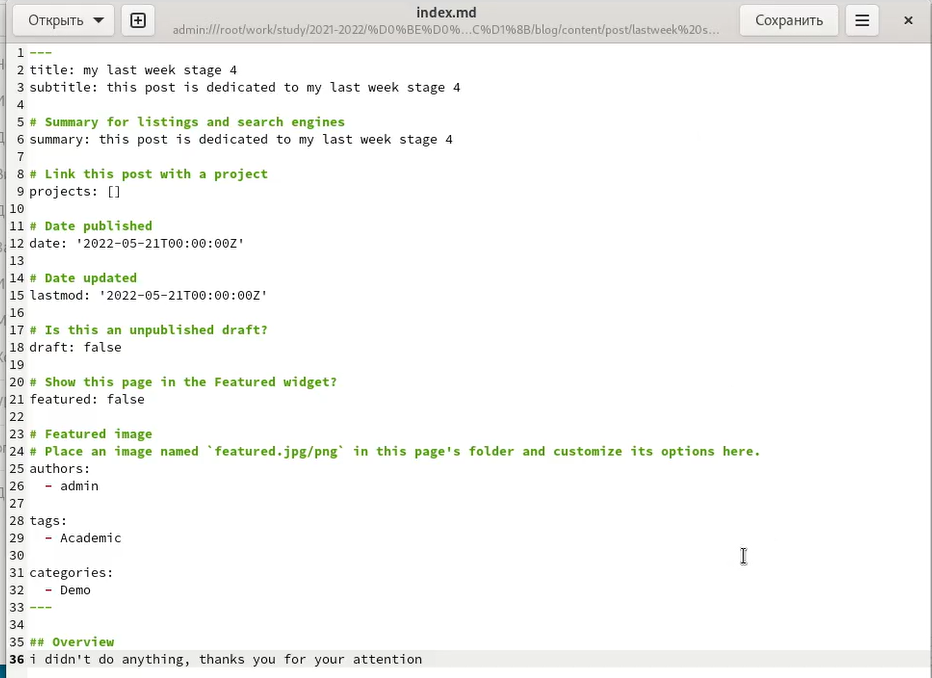 Открыть
index.md
admin:///root/work/study/2021-2022/%D0%BE%D0%...C%D1%8B/blog/content/post/lastweek%20s...
Сохранить
1 ---
2 title: my last week stage 4
3 subtitle: this post is dedicated to my last week stage 4
4
5 # Summary for listings and search engines
6 summary: this post is dedicated to my last week stage 4
7
8 # Link this post with a project
9 projects: []
10
11 # Date published
12 date: '2022-05-21T00:00:00Z'
13
14 # Date updated
15 lastmod: '2022-05-21T00:00:00Z'
16
17 # Is this an unpublished draft?
18 draft: false
19
20 # Show this page in the Featured widget?
21 featured: false
22
23 # Featured image
24 # Place an image named `featured.jpg/png` in this page's folder and customize its options here.
25 authors:
26   - admin
27
28 tags:
29   - Academic
30
31 categories:
32   - Demo
33 ---
34
35 ## Overview
36 i didn't do anything, thanks you for your attention